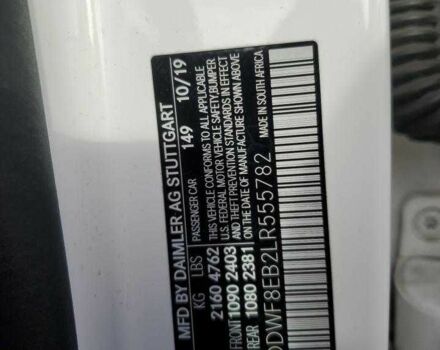 MFD BY DAIMLER AG STUTTGART
PASSENGER CAR 149 10/19
KG LBS THIS VEHICLE CONFORMS TO ALL APPLICABLE
2160 4762 U.S. FEDERAL MOTOR VEHICLE SAFETY, BUMPER
FRONT 1090 2403 AND THEFT PREVENTION STANDARDS IN EFFECT
REAR 1080 2381 ON THE DATE OF MANUFACTURE SHOWN ABOVE
DDWF8EB2LR555782 MADE IN SOUTH AFRICA